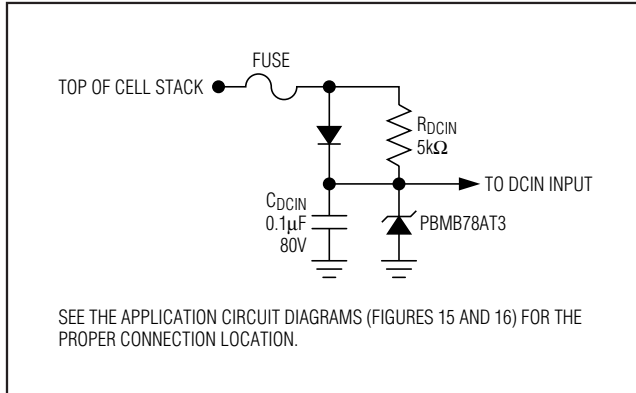 FUSE
TOP OF CELL STACK
RDCIN
5kΩ
TO DCIN INPUT
CDCIN
0.1μF
80V
PBMB78AT3
SEE THE APPLICATION CIRCUIT DIAGRAMS (FIGURES 15 AND 16) FOR THE
PROPER CONNECTION LOCATION.